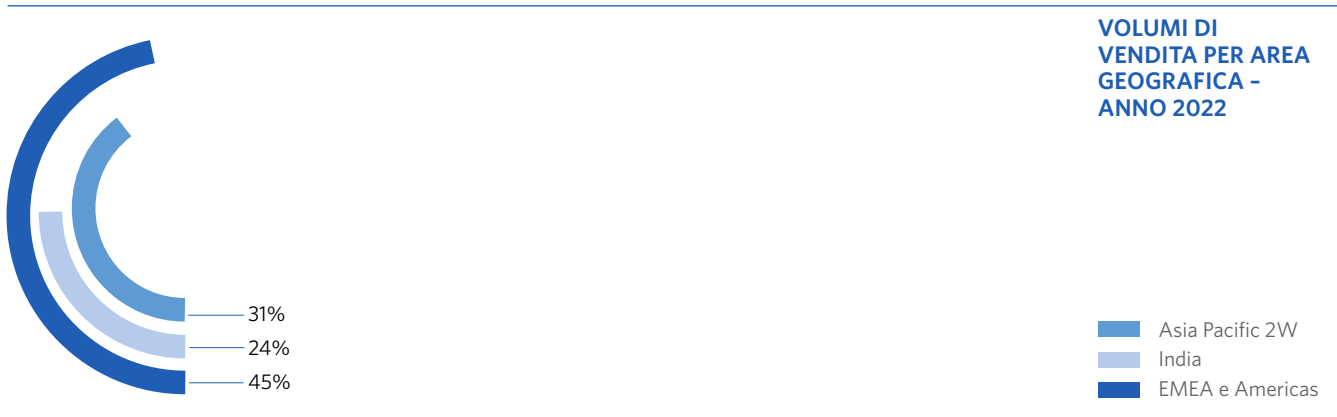 VOLUMI DI
VENDITA PER AREA
GEOGRAFICA –
ANNO 2022
31%
24%
45%
Asia Pacific 2W
India
EMEA e Americas